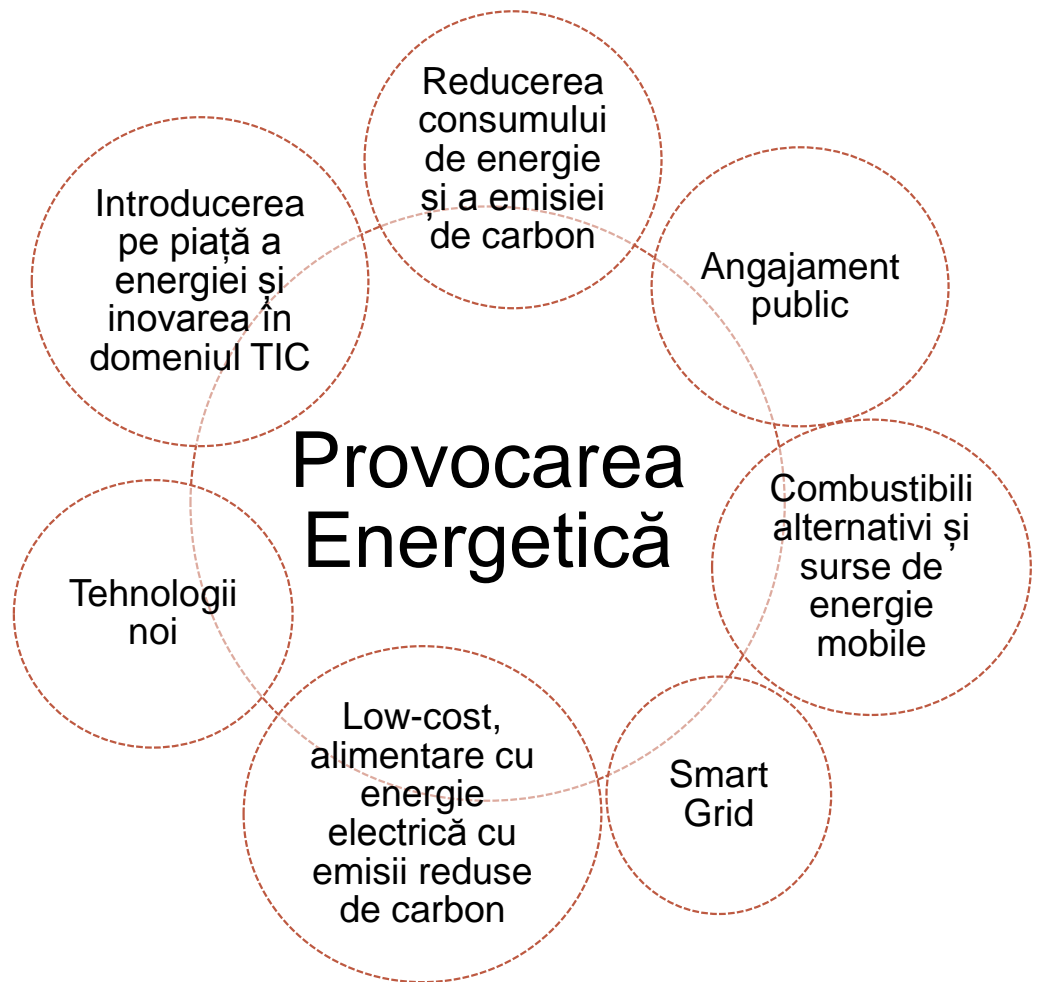 Reducerea
consumului
de energie
și a emisiei
de carbon
Introducerea
pe piață a
energiei și
inovarea în
domeniul TIC
Angajament
public
Provocarea
Energetică
Combustibili
alternativi și
surse de
energie
mobile
Tehnologii
noi
Low-cost,
alimentare cu
energie
electrică cu
emisii reduse
de carbon
Smart
Grid